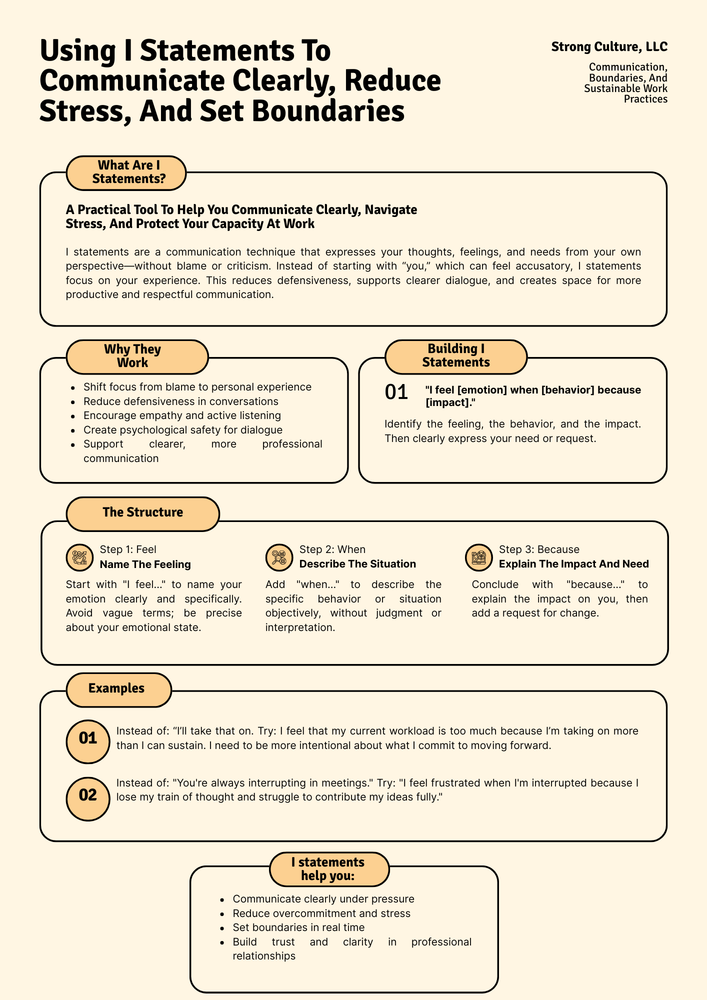 Using I Statements To
Communicate Clearly, Reduce
Stress, And Set Boundaries
Strong Culture, LLC
Communication,
Boundaries, And
Sustainable Work
Practices
What Are I
Statements?
A Practical Tool To Help You Communicate Clearly, Navigate
Stress, And Protect Your Capacity At Work
I statements are a communication technique that expresses your thoughts, feelings, and needs from your own
perspective—without blame or criticism. Instead of starting with “you,” which can feel accusatory, I statements
focus on your experience. This reduces defensiveness, supports clearer dialogue, and creates space for more
productive and respectful communication.
Why They
Work
• Shift focus from blame to personal experience
• Reduce defensiveness in conversations
• Encourage empathy and active listening
• Create psychological safety for dialogue
• Support clearer, more professional
communication
Building I
Statements
01
"I feel [emotion] when [behavior] because
[impact]."
Identify the feeling, the behavior, and the impact.
Then clearly express your need or request.
The Structure
Step 1: Feel
Name The Feeling
Start with "I feel..." to name your
emotion clearly and specifically.
Avoid vague terms; be precise
about your emotional state.
Step 2: When
Describe The Situation
Add "when..." to describe the
specific behavior or situation
objectively, without judgment or
interpretation.
Step 3: Because
Explain The Impact And Need
Conclude with "because..." to
explain the impact on you, then
add a request for change.
Examples
01
Instead of: “I’ll take that on. Try: I feel that my current workload is too much because I’m taking on more
than I can sustain. I need to be more intentional about what I commit to moving forward.
02
Instead of: "You're always interrupting in meetings." Try: "I feel frustrated when I'm interrupted because I
lose my train of thought and struggle to contribute my ideas fully."
I statements
help you:
• Communicate clearly under pressure
• Reduce overcommitment and stress
• Set boundaries in real time
• Build trust and clarity in professional
relationships